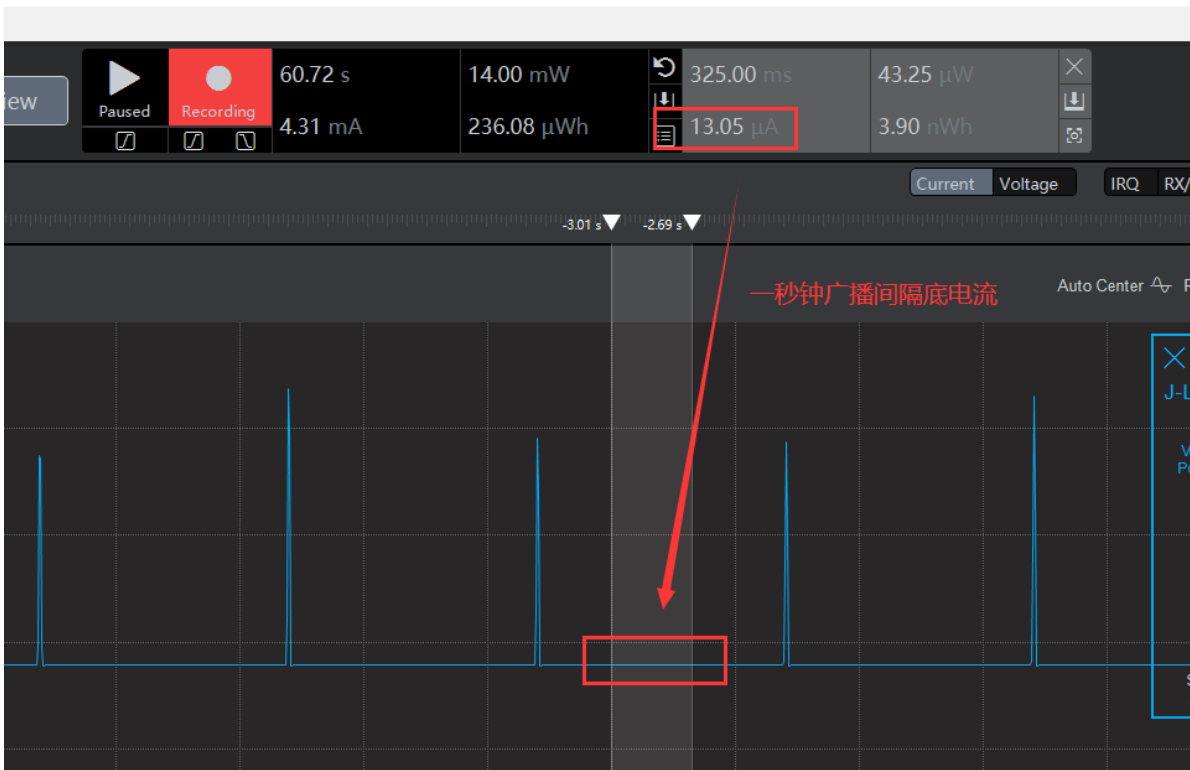 iew
Paused
Recording
60.72 s
4.31 mA
14.00 mW
236.08 μWh
325.00 ms
13.05 μA
43.25 μW
3.90 nWh
Current
Voltage
IRQ
RX/
-3.01 s
-2.69 s
一秒钟广播间隔底电流
Auto Center
J-L